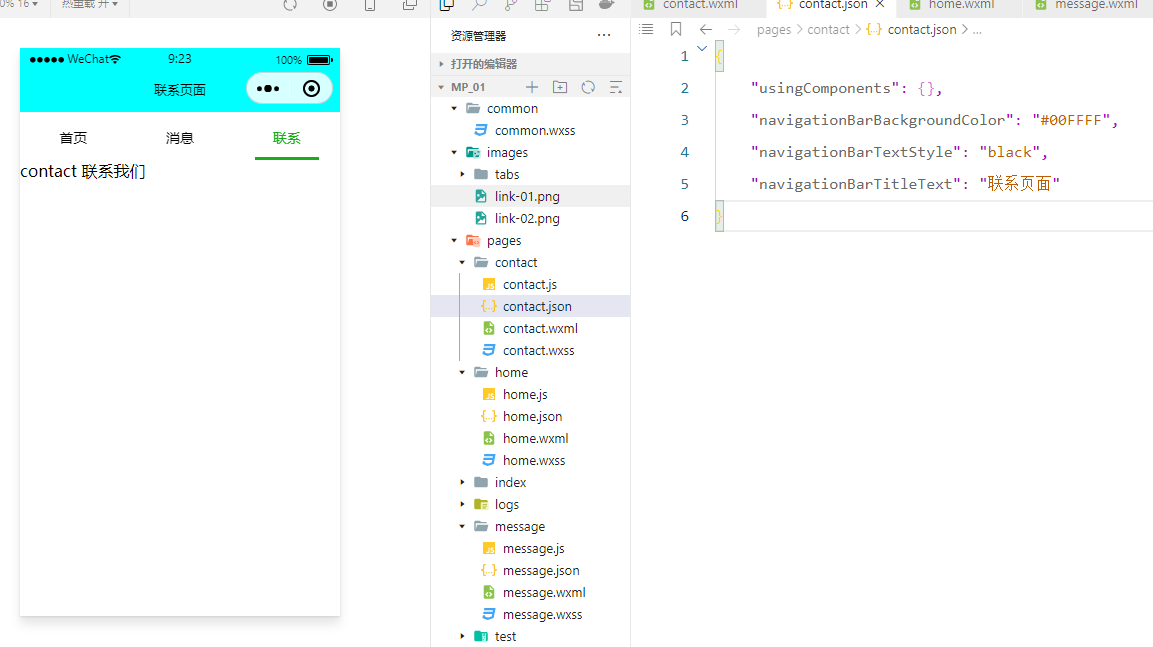 0% 16
热重载 开
WeChat
9:23
100%
联系页面
首页
消息
联系
contact 联系我们
资源管理器
打开的编辑器
MP_01
common
common.wxss
images
tabs
link-01.png
link-02.png
pages
contact
contact.js
contact.json
contact.wxml
contact.wxss
home
home.js
home.json
home.wxml
home.wxss
index
logs
message
message.js
message.json
message.wxml
message.wxss
test
contact.wxml
contact.json
home.wxml
message.wxml
pages > contact > {..} contact.json > ...
1 {
2 "usingComponents": {},
3 "navigationBarBackgroundColor": "#00FFFF",
4 "navigationBarTextStyle": "black",
5 "navigationBarTitleText": "联系页面"
6 }